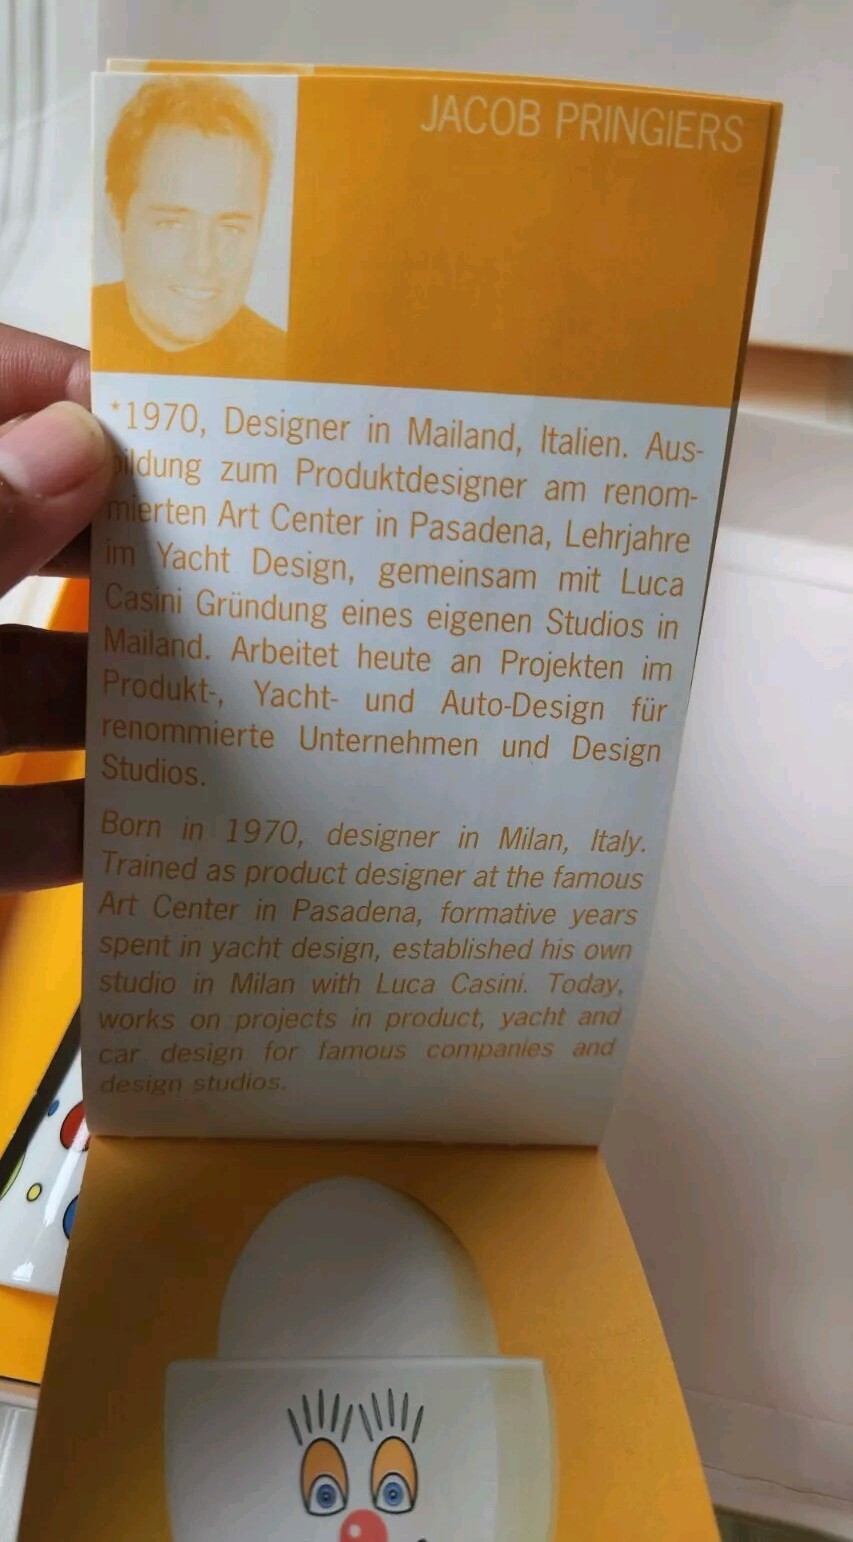 JACOB PRINGIERS
*1970, Designer in Mailand, Italien. Aus-
bildung zum Produktdesigner am renom-
mierten Art Center in Pasadena, Lehrjahre
im Yacht Design, gemeinsam mit Luca
Casini Gründung eines eigenen Studios in
Mailand. Arbeitet heute an Projekten im
Produkt-, Yacht- und Auto-Design für
renommierte Unternehmen und Design
Studios.
Born in 1970, designer in Milan, Italy.
Trained as product designer at the famous
Art Center in Pasadena, formative years
spent in yacht design, established his own
studio in Milan with Luca Casini. Today,
works on projects in product, yacht and
car design for famous companies and
design studios.